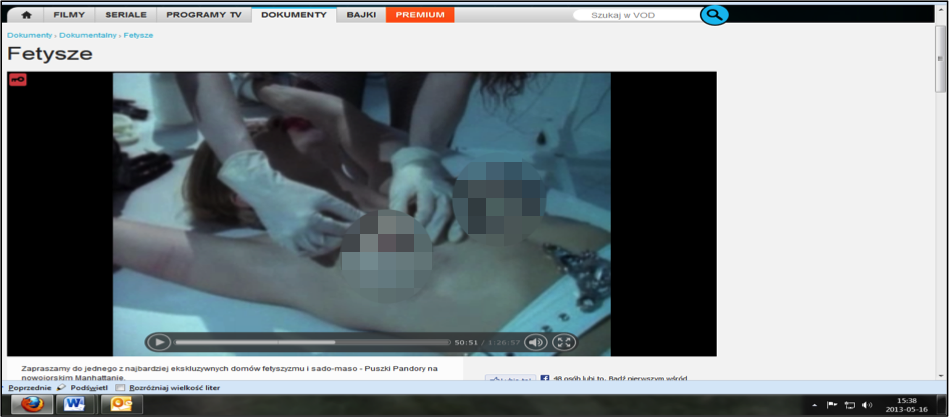 FILMY SERIALE PROGRAMY TV DOKUMENTY BAJKI PREMIUM Szukaj w VOD
Dokumenty › Dokumentalny › Fetysze
Fetysze
50:51 / 1:26:57
Zapraszamy do jednego z najbardziej ekskluzywnych domów fetyszyzmu i sado-maso - Puszki Pandory na
nowojorskim Manhattanie.
48 osób lubi to. Bądź pierwszym wśród
Poprzednie Podświetl Rozróżniaj wielkość liter
15:38
2013-05-16